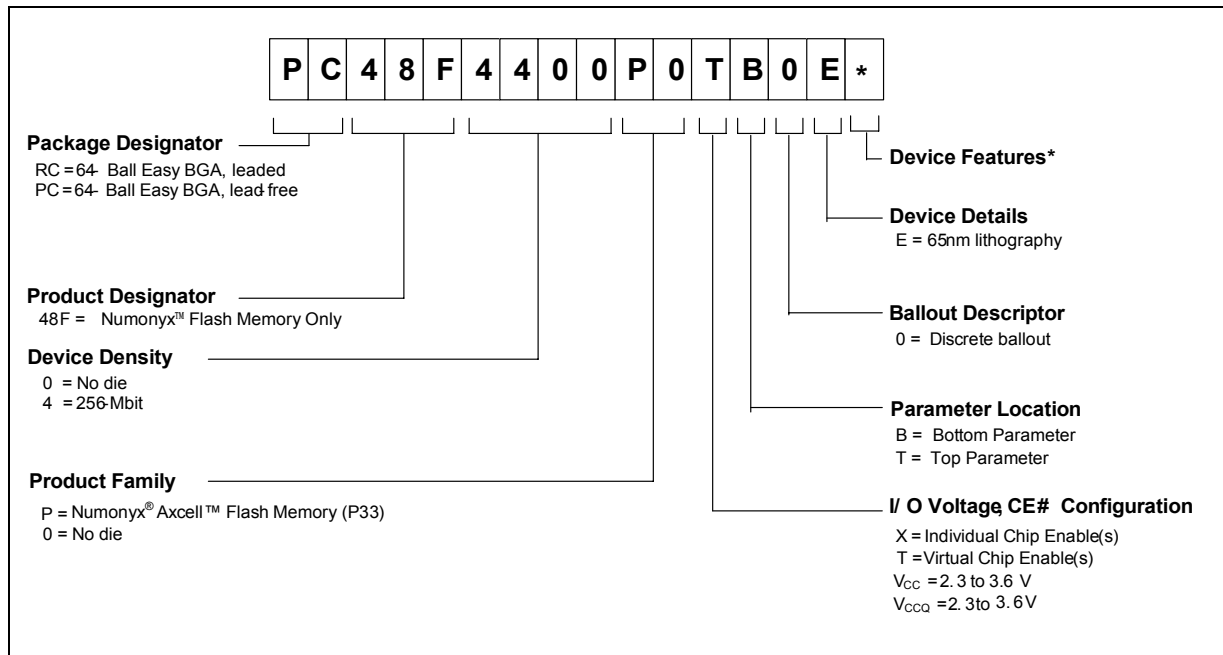 P C 4 8 F 4 4 0 0 P 0 T B 0 E *
Package Designator
RC = 64- Ball Easy BGA, leaded
PC = 64- Ball Easy BGA, lead-free
Product Designator
48F = Numonyx™ Flash Memory Only
Device Density
0 = No die
4 = 256-Mbit
Product Family
P = Numonyx® Axcell™ Flash Memory (P33)
0 = No die
Device Features*
Device Details
E = 65nm lithography
Ballout Descriptor
0 = Discrete ballout
Parameter Location
B = Bottom Parameter
T = Top Parameter
I/ O Voltage, CE# Configuration
X = Individual Chip Enable(s)
T = Virtual Chip Enable(s)
VCC = 2. 3 to 3.6 V
VCCQ = 2. 3 to 3.6 V